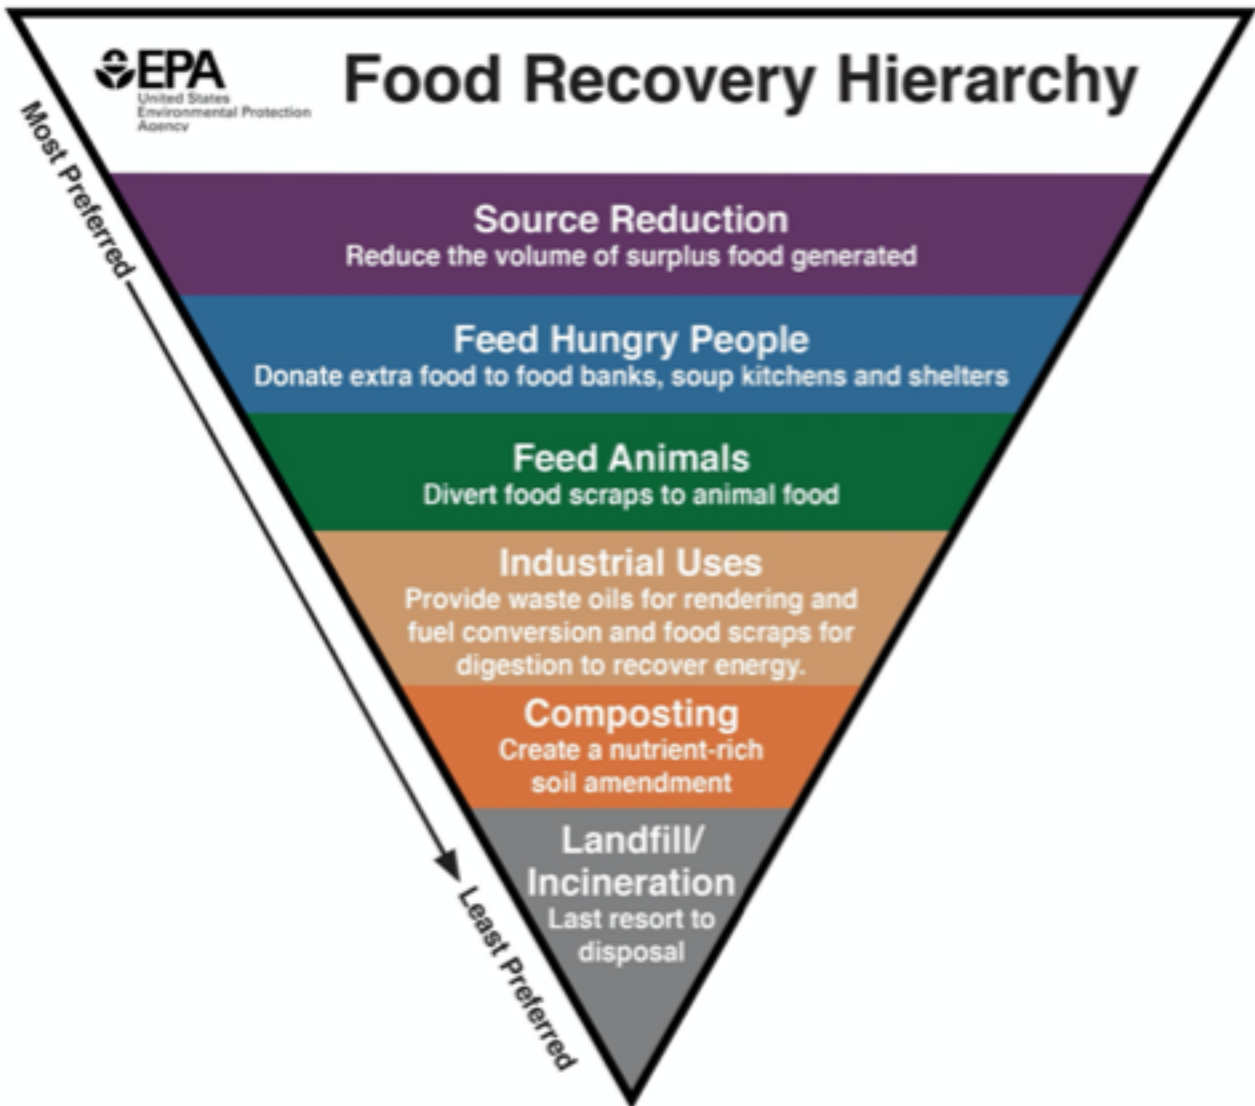 EPA
United States
Environmental Protection
Agency
Food Recovery Hierarchy
Most Preferred
Source Reduction
Reduce the volume of surplus food generated
Feed Hungry People
Donate extra food to food banks, soup kitchens and shelters
Feed Animals
Divert food scraps to animal food
Industrial Uses
Provide waste oils for rendering and
fuel conversion and food scraps for
digestion to recover energy.
Composting
Create a nutrient-rich
soil amendment
Landfill/
Incineration
Last resort to
disposal
Least Preferred